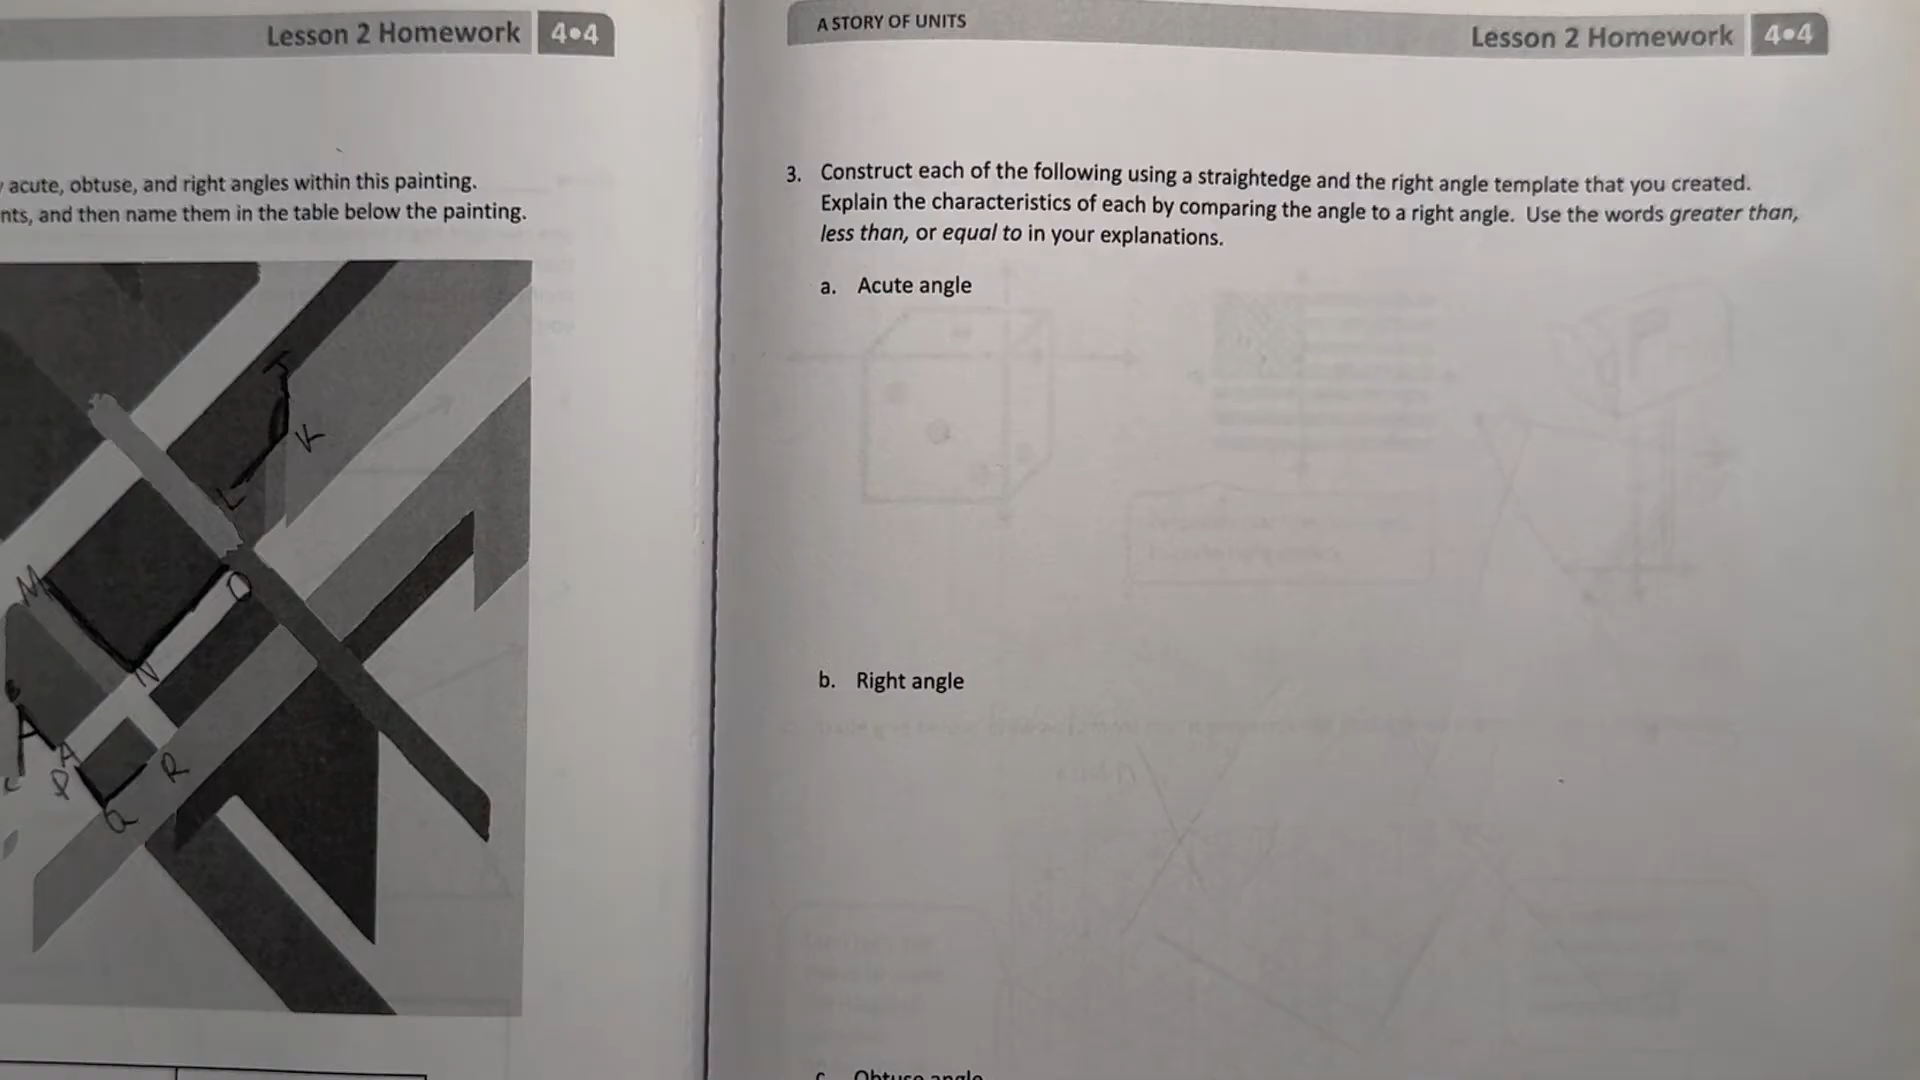 Lesson 2 Homework 4•4
acute, obtuse, and right angles within this painting.
nts, and then name them in the table below the painting.
J
K
L
M
O
N
A
P
R
Q
A STORY OF UNITS
Lesson 2 Homework 4•4
3. Construct each of the following using a straightedge and the right angle template that you created.
Explain the characteristics of each by comparing the angle to a right angle. Use the words greater than,
less than, or equal to in your explanations.
a. Acute angle
b. Right angle
c. Obtuse angle